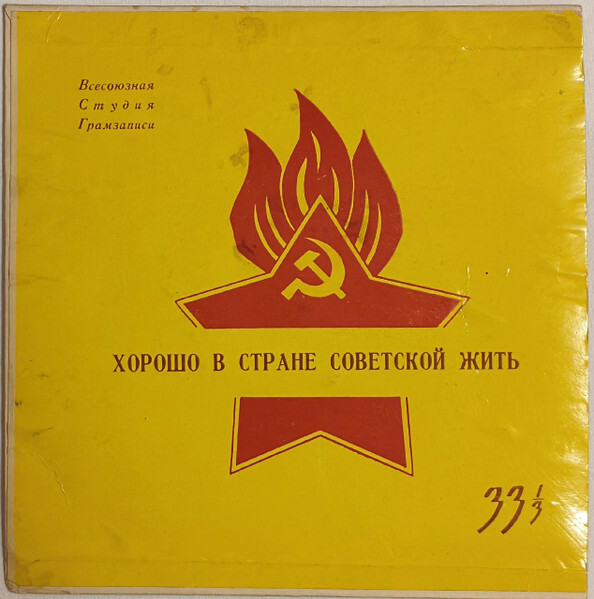 Всесоюзная
Студия
Грамзаписи
ХОРОШО В СТРАНЕ СОВЕТСКОЙ ЖИТЬ
33 1/3